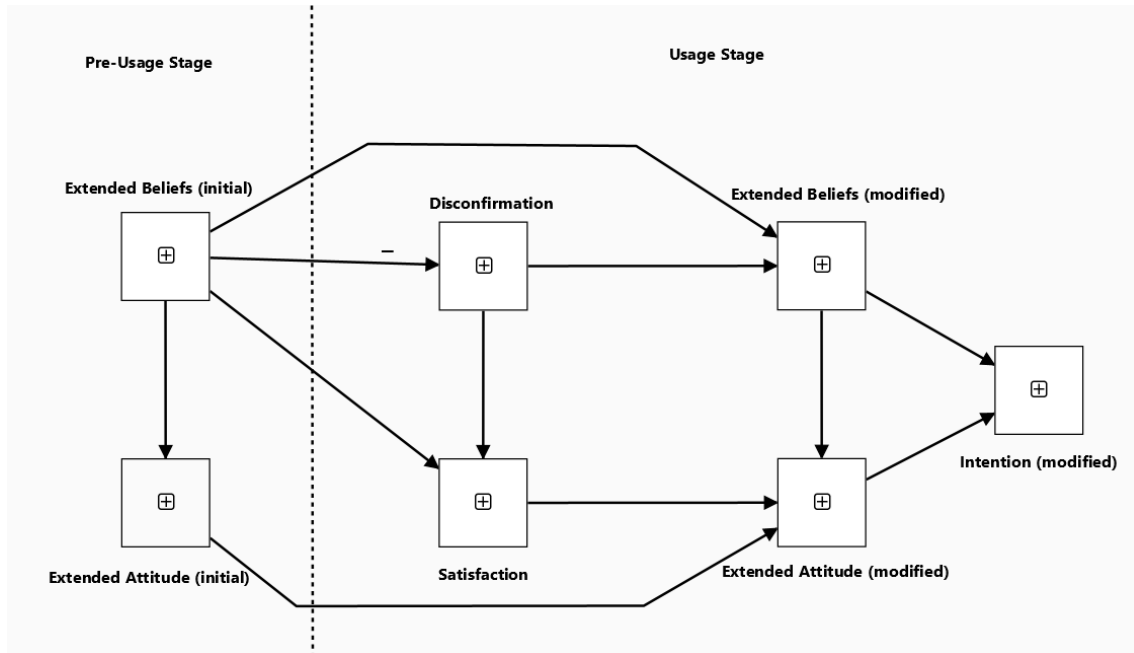 Pre-Usage Stage
Usage Stage
Extended Beliefs (initial)
Disconfirmation
Extended Beliefs (modified)
–
Intention (modified)
Extended Attitude (initial)
Satisfaction
Extended Attitude (modified)